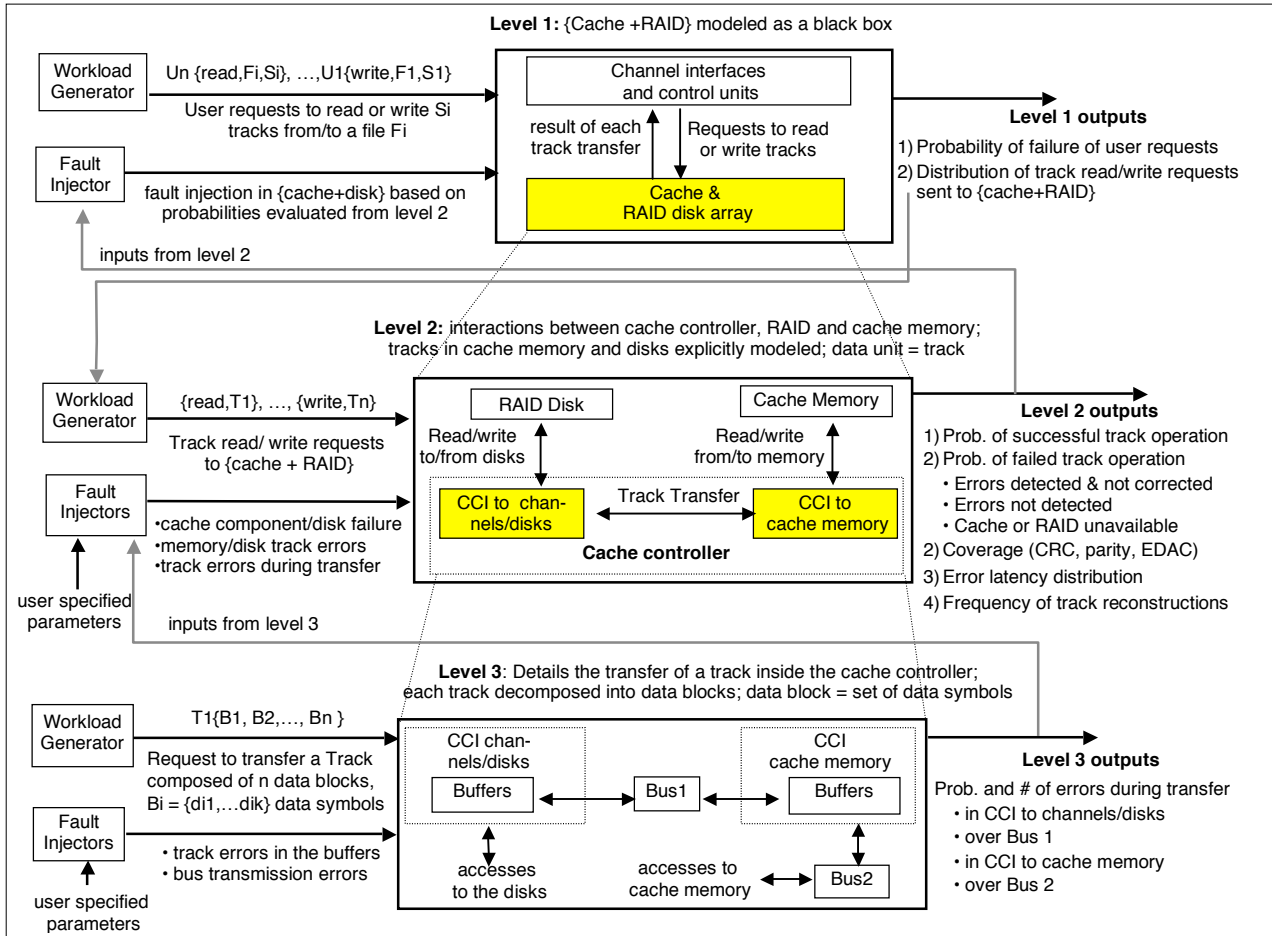 Level 1: {Cache +RAID} modeled as a black box
Workload
Generator
Un {read,Fi,Si}, …,U1{write,F1,S1}
User requests to read or write Si
tracks from/to a file Fi
Fault
Injector
fault injection in {cache+disk} based on
probabilities evaluated from level 2
Channel interfaces
and control units
result of each
track transfer
Requests to read
or write tracks
Cache &
RAID disk array
Level 1 outputs
1) Probability of failure of user requests
2) Distribution of track read/write requests
sent to {cache+RAID}
inputs from level 2
Level 2: interactions between cache controller, RAID and cache memory;
tracks in cache memory and disks explicitly modeled; data unit = track
Workload
Generator
{read,T1}, …, {write,Tn}
Track read/ write requests
to {cache + RAID}
Fault
Injectors
•cache component/disk failure
•memory/disk track errors
•track errors during transfer
user specified
parameters
RAID Disk
Cache Memory
Read/write
to/from disks
Read/write
from/to memory
CCI to chan-
nels/disks
Track Transfer
CCI to
cache memory
Cache controller
Level 2 outputs
1) Prob. of successful track operation
2) Prob. of failed track operation
• Errors detected & not corrected
• Errors not detected
• Cache or RAID unavailable
2) Coverage (CRC, parity, EDAC)
3) Error latency distribution
4) Frequency of track reconstructions
inputs from level 3
Level 3: Details the transfer of a track inside the cache controller;
each track decomposed into data blocks; data block = set of data symbols
Workload
Generator
T1{B1, B2,…, Bn }
Request to transfer a Track
composed of n data blocks,
Bi = {di1,…dik} data symbols
Fault
Injectors
• track errors in the buffers
• bus transmission errors
user specified
parameters
CCI chan-
nels/disks
Buffers
Bus1
CCI
cache memory
Buffers
accesses
to the disks
accesses to
cache memory
Bus2
Level 3 outputs
Prob. and # of errors during transfer
• in CCI to channels/disks
• over Bus 1
• in CCI to cache memory
• over Bus 2